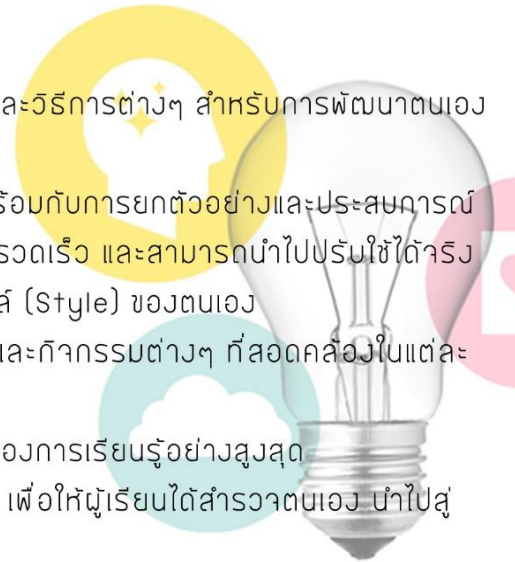 ละวิธีการต่างๆ สำหรับการพัฒนาตนเอง
ร้อมกับการยกตัวอย่างและประสบการณ์
รวดเร็ว และสามารถนำไปปรับใช้ได้จริง
ล์ (Style) ของตนเอง
และกิจกรรมต่างๆ ที่สอดคล้องในแต่ละ
องการเรียนรู้อย่างสูงสุด
เพื่อให้ผู้เรียนได้สำรวจตนเอง นำไปสู่